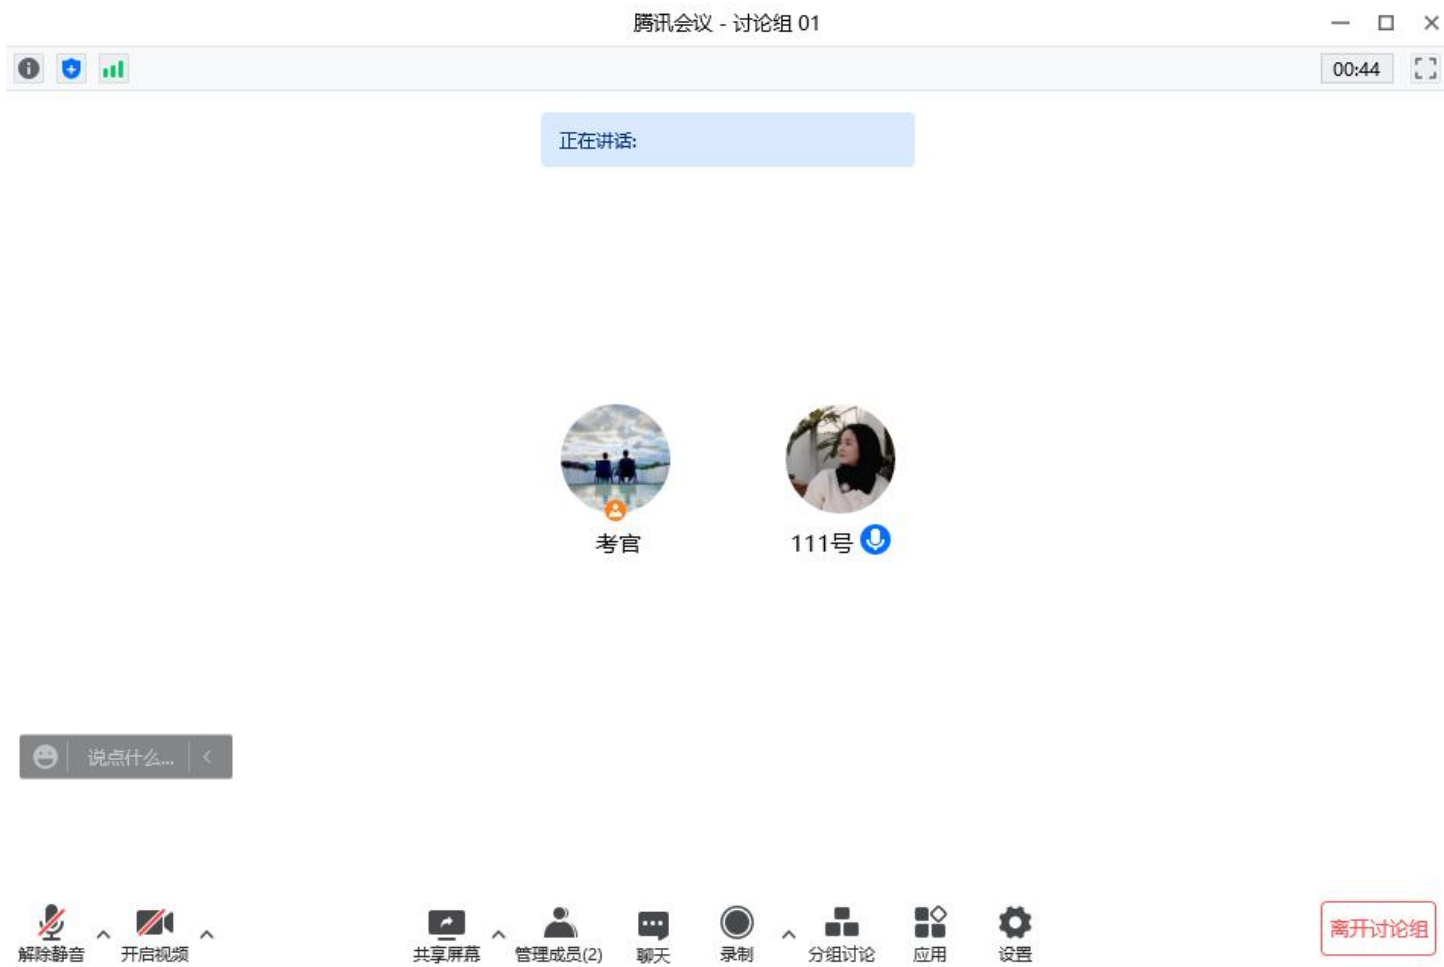 腾讯会议 - 讨论组 01
00:44
正在讲话:
考官
111号
说点什么...
解除静音
开启视频
共享屏幕
管理成员(2)
聊天
录制
分组讨论
应用
设置
离开讨论组